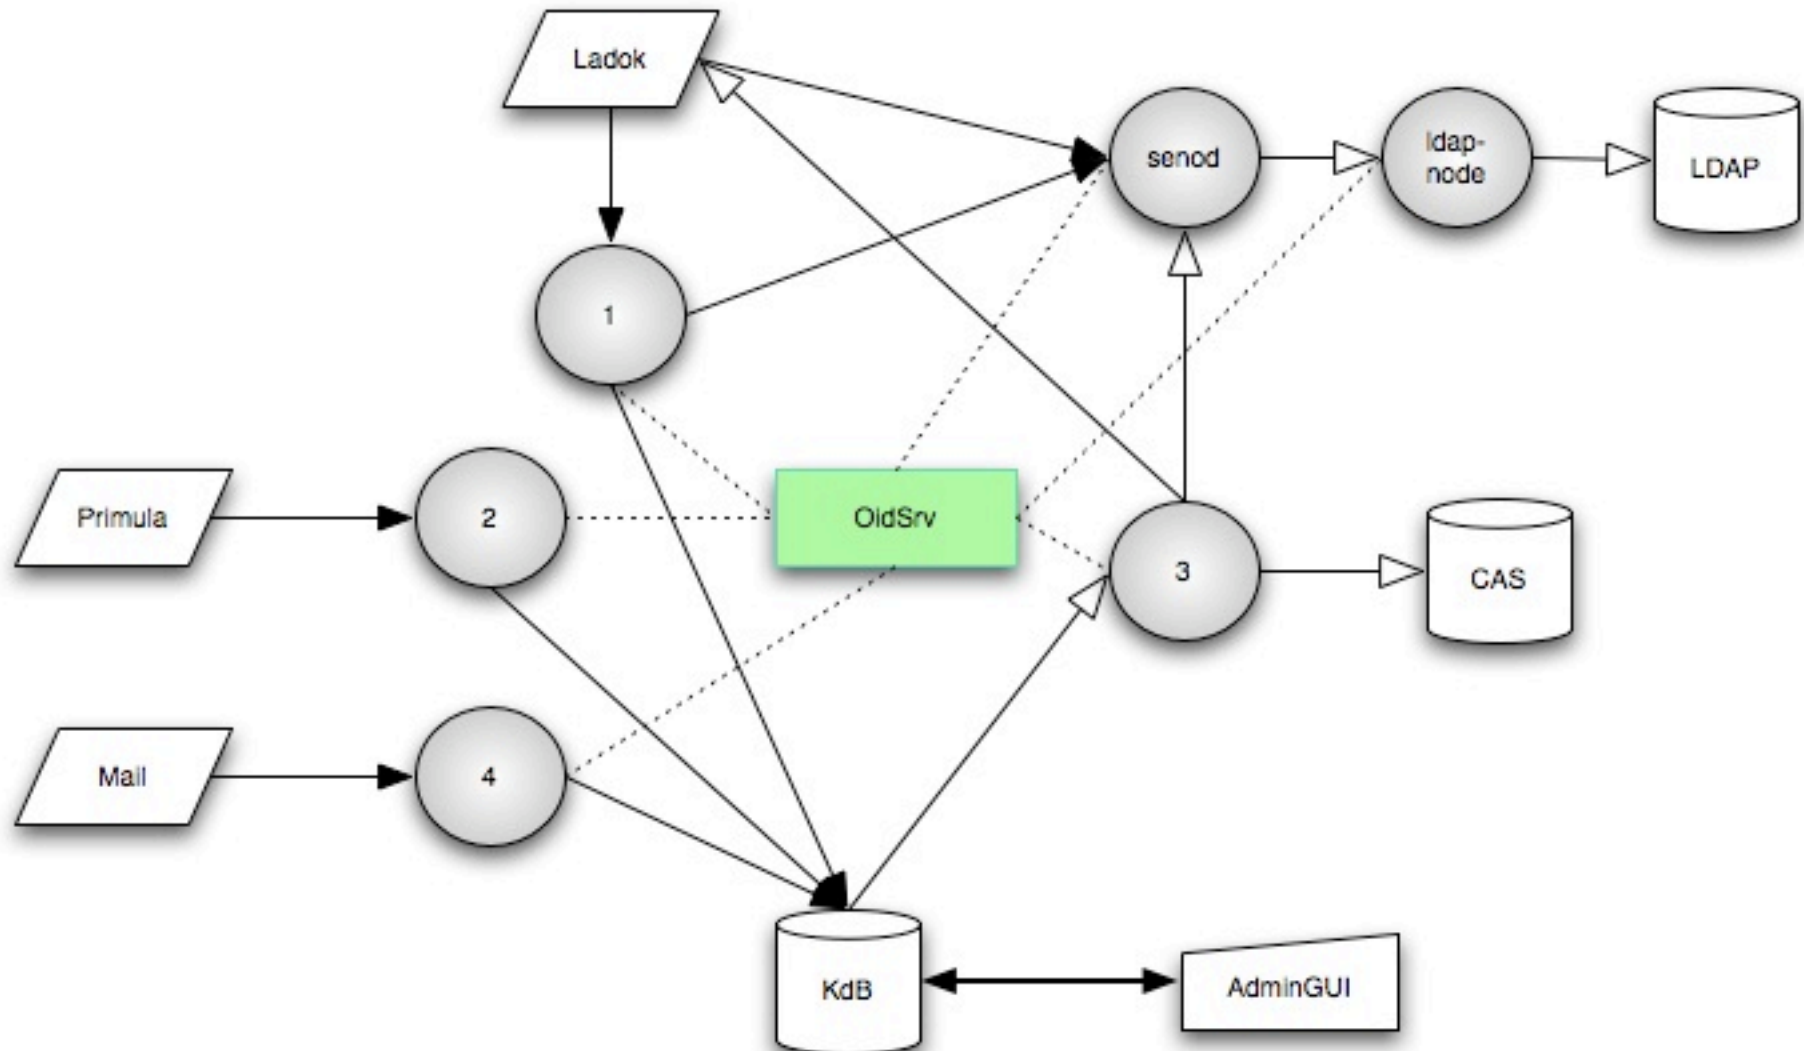 Ladok
senod
ldap-
node
LDAP
1
Primula
2
OidSrv
3
CAS
Mail
4
KdB
AdminGUI